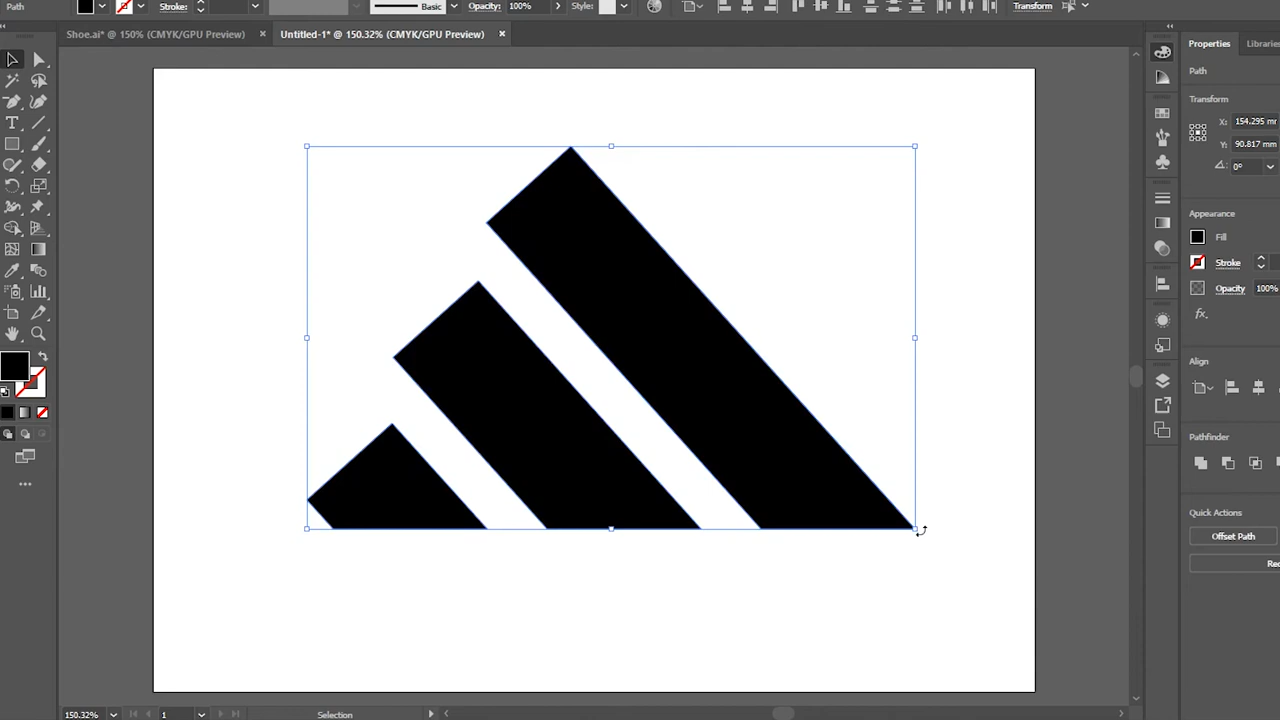 Path
Stroke:
Basic
Opacity: 100%
Style:
Transform
Shoe.ai* @ 150% (CMYK/GPU Preview)
Untitled-1* @ 150.32% (CMYK/GPU Preview)
Properties
Libraries
Path
Transform
X: 154.295 mm
Y: 90.817 mm
0°
Appearance
Fill
Stroke
Opacity 100%
fx.
Align
Pathfinder
Quick Actions
Offset Path
Rec
T
150.32%
1
Selection